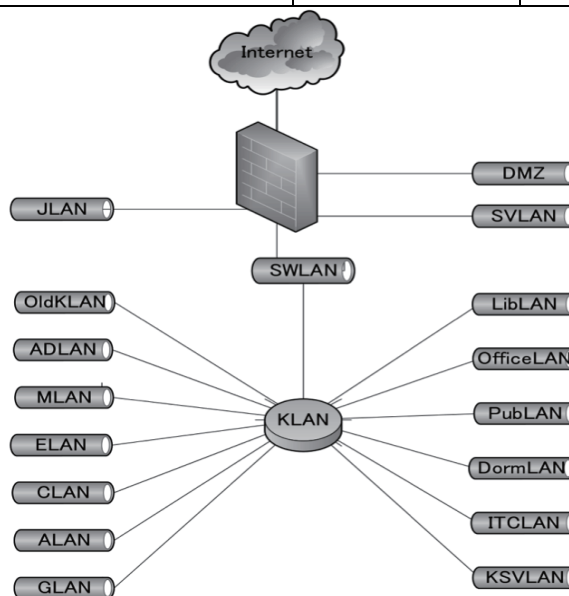 Internet
DMZ
JLAN
SVLAN
SWLAN
OldKLAN
LibLAN
ADLAN
OfficeLAN
MLAN
KLAN
PubLAN
ELAN
DormLAN
CLAN
ITCLAN
ALAN
KSVLAN
GLAN